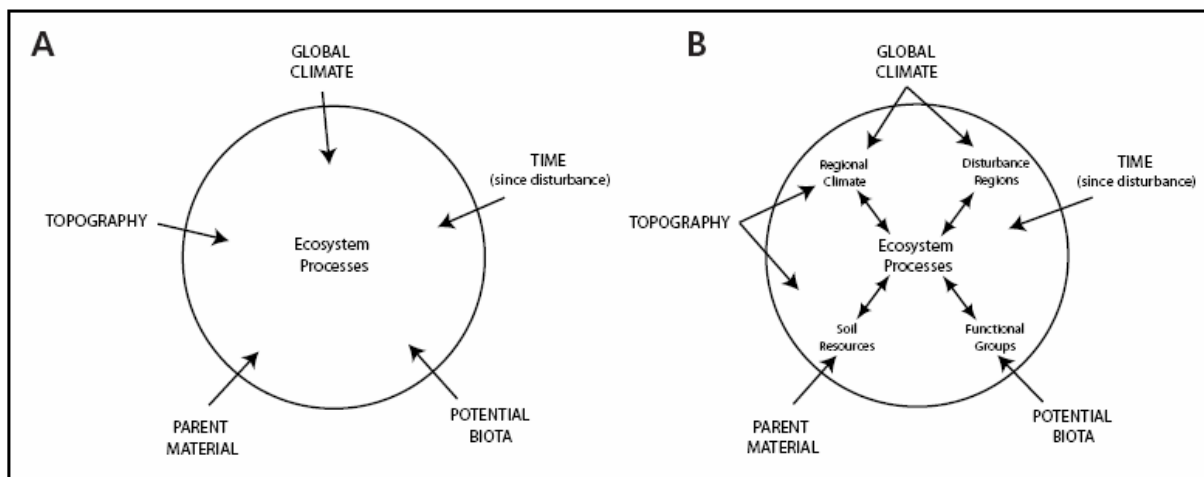 A
GLOBAL
CLIMATE
TIME
(since disturbance)
TOPOGRAPHY
Ecosystem
Processes
PARENT
MATERIAL
POTENTIAL
BIOTA
B
GLOBAL
CLIMATE
Regional
Climate
Disturbance
Regions
TIME
(since disturbance)
TOPOGRAPHY
Ecosystem
Processes
Soil
Resources
Functional
Groups
PARENT
MATERIAL
POTENTIAL
BIOTA